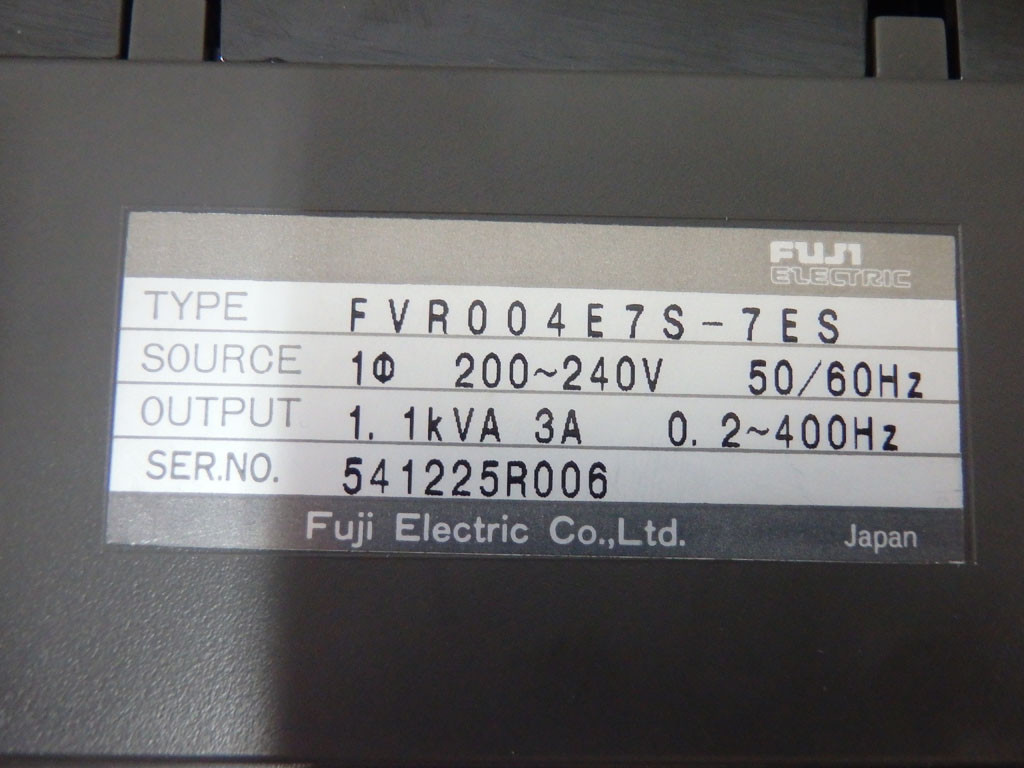 FUJI
ELECTRIC
TYPE FVR004E7S-7ES
SOURCE 1Φ 200~240V 50/60Hz
OUTPUT 1.1kVA 3A 0.2~400Hz
SER.NO. 541225R006
Fuji Electric Co.,Ltd. Japan